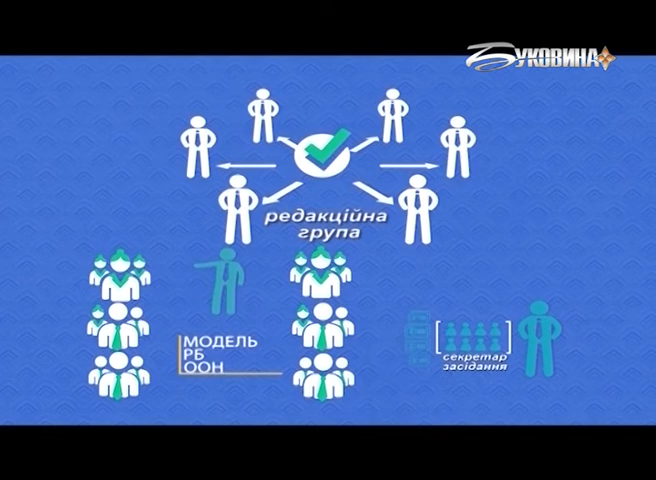 БУКОВИНА
редакційна
група
МОДЕЛЬ
РБ
ООН
секретар
засідання